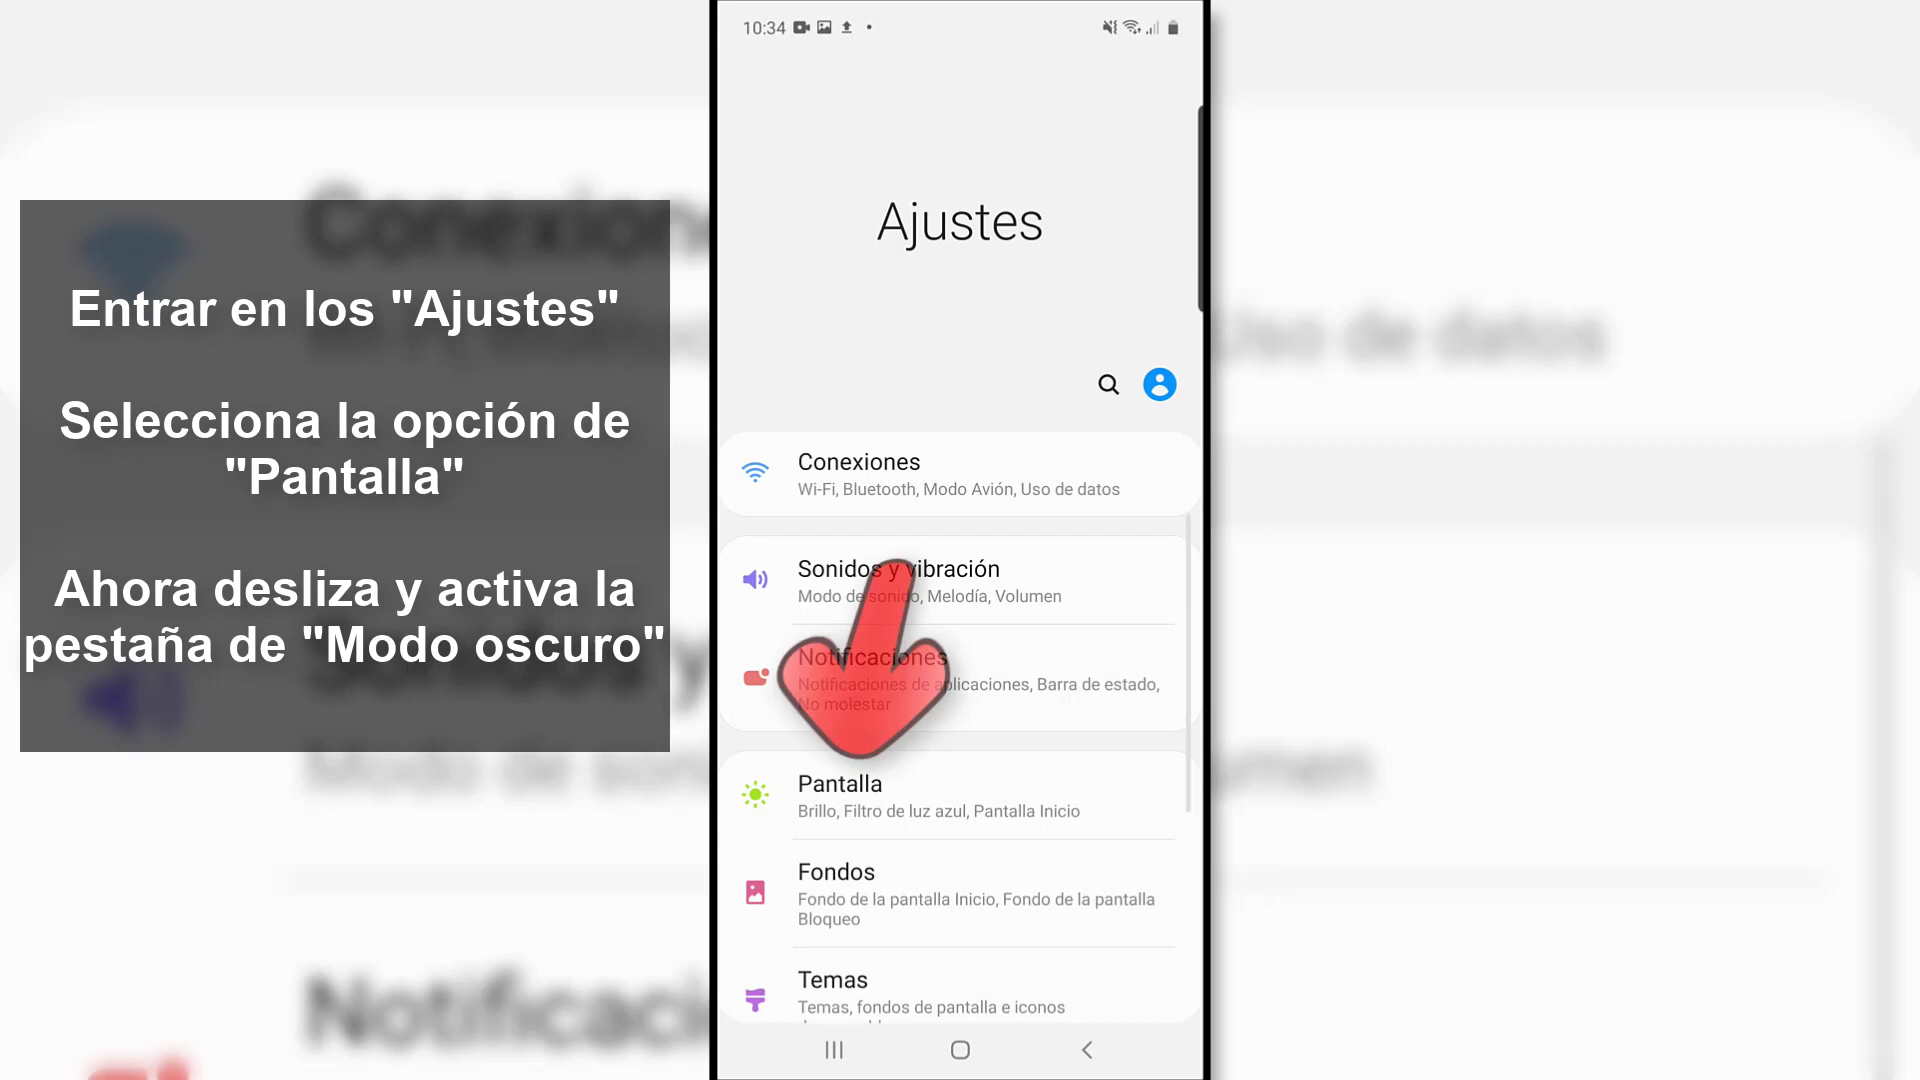 10:34
Ajustes
Entrar en los "Ajustes"
Selecciona la opción de
"Pantalla"
Ahora desliza y activa la
pestaña de "Modo oscuro"
Conexiones
Wi-Fi, Bluetooth, Modo Avión, Uso de datos
Sonidos y vibración
Modo de sonido, Melodía, Volumen
Notificaciones
Notificaciones de aplicaciones, Barra de estado,
No molestar
Pantalla
Brillo, Filtro de luz azul, Pantalla Inicio
Fondos
Fondo de la pantalla Inicio, Fondo de la pantalla
Bloqueo
Temas
Temas, fondos de pantalla e iconos